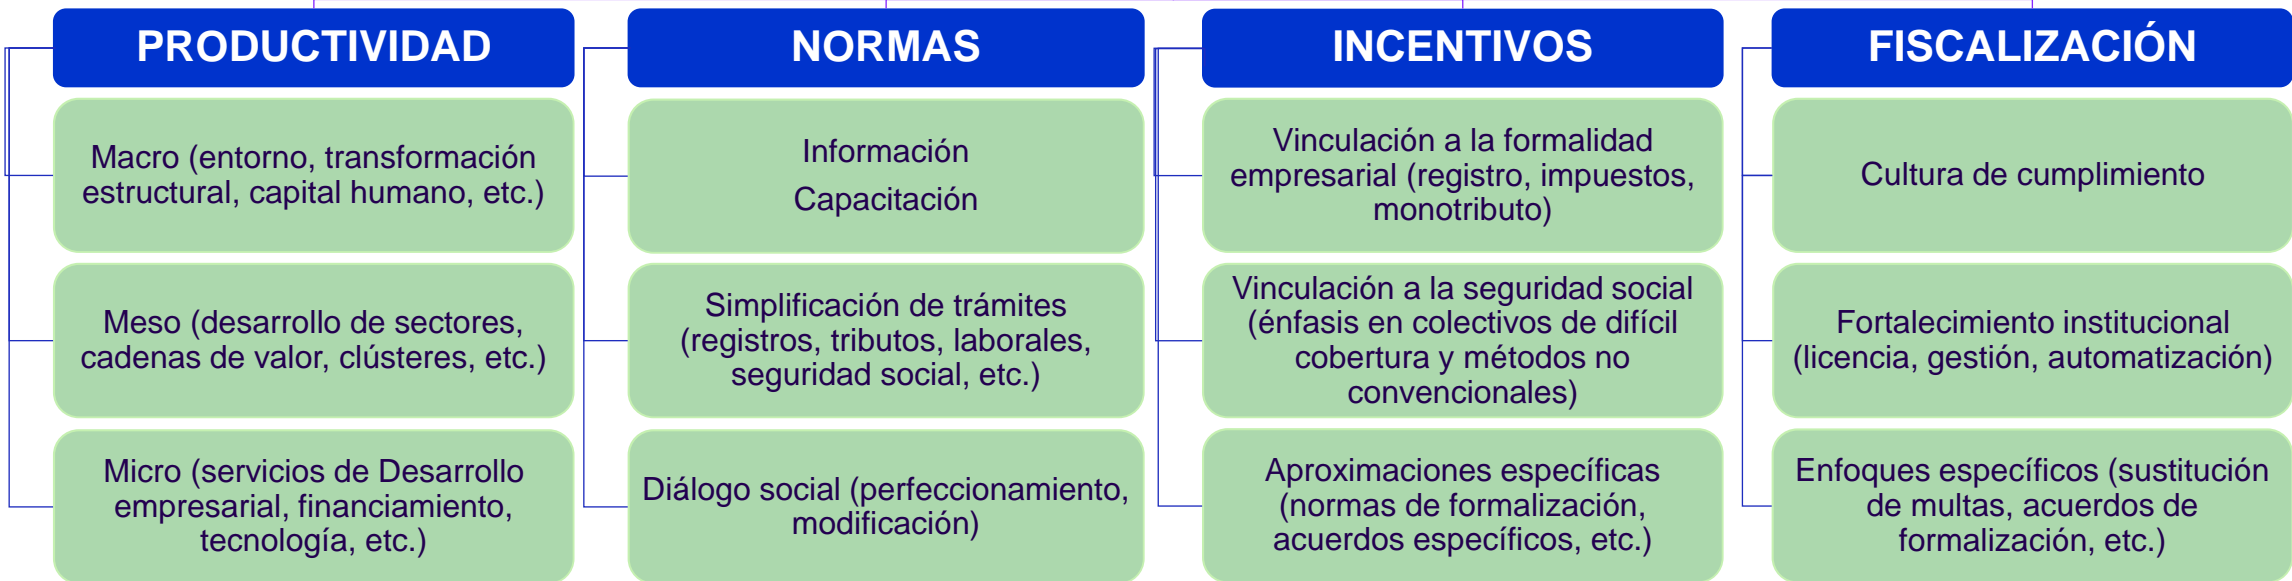 PRODUCTIVIDAD
Macro (entorno, transformación
estructural, capital humano, etc.)
Meso (desarrollo de sectores,
cadenas de valor, clústeres, etc.)
Micro (servicios de Desarrollo
empresarial, financiamiento,
tecnología, etc.)
NORMAS
Información
Capacitación
Simplificación de trámites
(registros, tributos, laborales,
seguridad social, etc.)
Diálogo social (perfeccionamiento,
modificación)
INCENTIVOS
Vinculación a la formalidad
empresarial (registro, impuestos,
monotributo)
Vinculación a la seguridad social
(énfasis en colectivos de difícil
cobertura y métodos no
convencionales)
Aproximaciones específicas
(normas de formalización,
acuerdos específicos, etc.)
FISCALIZACIÓN
Cultura de cumplimiento
Fortalecimiento institucional
(licencia, gestión, automatización)
Enfoques específicos (sustitución
de multas, acuerdos de
formalización, etc.)